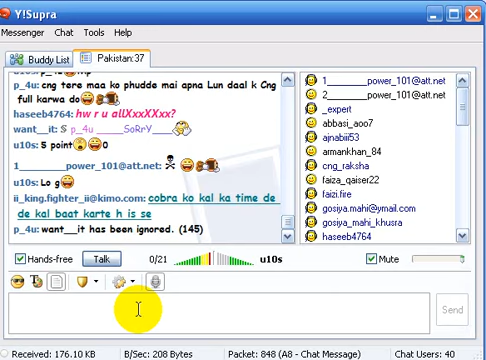 Y!Supra
Messenger Chat Tools Help
Buddy List Pakistan:37
p_4u: cng tere maa ko phudde mai apna Lun daal k Cng
full karwa do
haseeb4764: hw r u allXxxXXxx?
want__it: S p_4u ______SoRrY___
u10s: 5 point 0
1________power_101@att.net:
u10s: Lo g
ii_king.fighter_ii@kimo.com: cobra ko kal ka time de
de kal baat karte h is se
p_4u: want__it has been ignored. (145)
1________power_101@att.net
2________power_101@att.net
_expert
abbasi_aoo7
ajnabiii53
armankhan_84
cng_raksha
faiza_qaiser22
faizi.fire
gosiya.mahi@ymail.com
gosiya_mahi_khusra
haseeb4764
Hands-free Talk 0/21 u10s Mute
Send
Received: 176.10 KB B/Sec: 208 Bytes Packet: 848 (A8 - Chat Message) Chat Users: 40